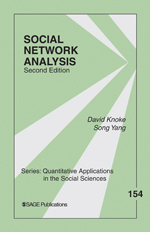 SOCIAL
NETWORK
ANALYSIS
Second Edition
David Knoke
Song Yang
Series: Quantitative Applications
in the Social Sciences
154
SAGE Publications